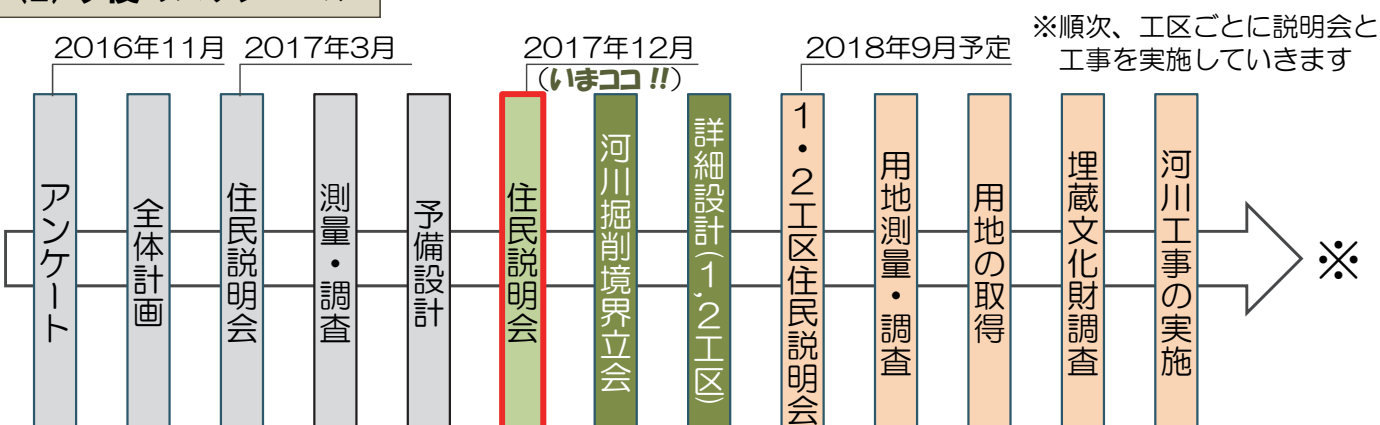 2016年11月
2017年3月
2017年12月
(いまココ!!)
2018年9月予定
※順次、工区ごとに説明会と
工事を実施していきます
アンケート
全体計画
住民説明会
測量・調査
予備設計
住民説明会
河川掘削境界立会
詳細設計(1,2工区)
1・2工区住民説明会
用地測量・調査
用地の取得
埋蔵文化財調査
河川工事の実施
※